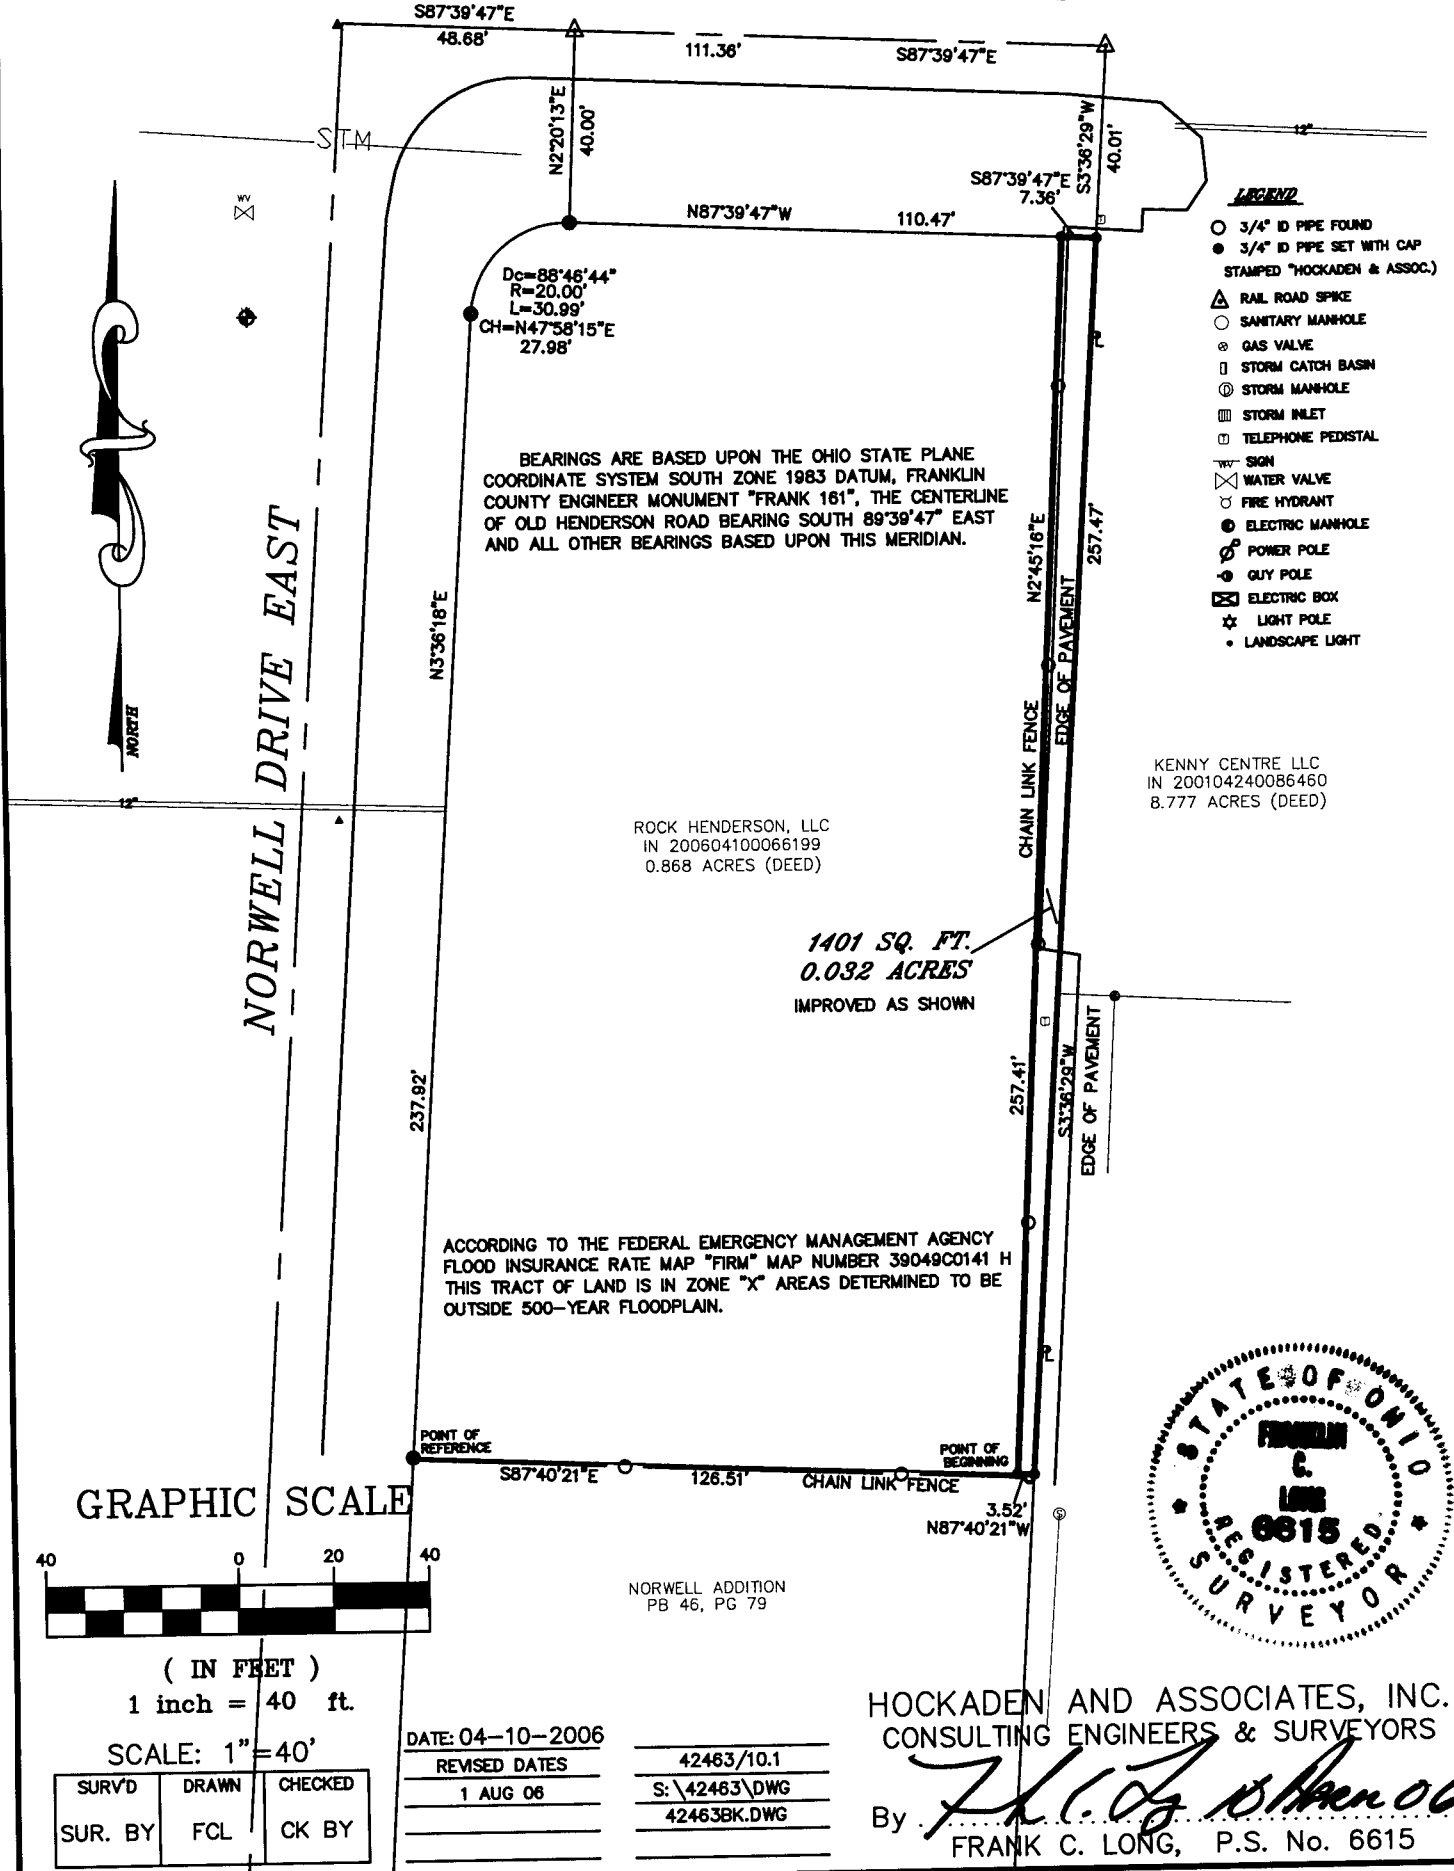 S87°39'47"E
48.68'
111.36'
S87°39'47"E
N2°20'13"E
40.00'
S3°36'29"W
40.01'
STM
12"
WV
S87°39'47"E
7.36'
N87°39'47"W
110.47'
Dc=88°46'44"
R=20.00'
L=30.99'
CH=N47°58'15"E
27.98'
LEGEND
3/4" ID PIPE FOUND
3/4" ID PIPE SET WITH CAP
STAMPED "HOCKADEN & ASSOC.)
RAIL ROAD SPIKE
SANITARY MANHOLE
GAS VALVE
STORM CATCH BASIN
STORM MANHOLE
STORM INLET
TELEPHONE PEDISTAL
SIGN
WATER VALVE
FIRE HYDRANT
ELECTRIC MANHOLE
POWER POLE
GUY POLE
ELECTRIC BOX
LIGHT POLE
LANDSCAPE LIGHT
BEARINGS ARE BASED UPON THE OHIO STATE PLANE
COORDINATE SYSTEM SOUTH ZONE 1983 DATUM, FRANKLIN
COUNTY ENGINEER MONUMENT "FRANK 161", THE CENTERLINE
OF OLD HENDERSON ROAD BEARING SOUTH 89°39'47" EAST
AND ALL OTHER BEARINGS BASED UPON THIS MERIDIAN.
NORTH
NORWELL DRIVE EAST
N3°36'18"E
237.92'
N2°45'16"E
257.47'
EDGE OF PAVEMENT
CHAIN LINK FENCE
12"
KENNY CENTRE LLC
IN 200104240086460
8.777 ACRES (DEED)
ROCK HENDERSON, LLC
IN 200604100066199
0.868 ACRES (DEED)
1401 SQ. FT.
0.032 ACRES
IMPROVED AS SHOWN
257.41'
S3°36'29"W
EDGE OF PAVEMENT
ACCORDING TO THE FEDERAL EMERGENCY MANAGEMENT AGENCY
FLOOD INSURANCE RATE MAP "FIRM" MAP NUMBER 39049C0141 H
THIS TRACT OF LAND IS IN ZONE "X" AREAS DETERMINED TO BE
OUTSIDE 500-YEAR FLOODPLAIN.
POINT OF
REFERENCE
S87°40'21"E
126.51'
CHAIN LINK FENCE
POINT OF
BEGINNING
3.52'
N87°40'21"W
STATE OF OHIO
FRANKLIN
C.
LONG
6615
REGISTERED
SURVEYOR
GRAPHIC SCALE
40 0 20 40
( IN FEET )
1 inch = 40 ft.
SCALE: 1"=40'
NORWELL ADDITION
PB 46, PG 79
SURV'D DRAWN CHECKED
SUR. BY FCL CK BY
DATE: 04-10-2006
REVISED DATES
1 AUG 06
42463/10.1
S:\42463\DWG
42463BK.DWG
HOCKADEN AND ASSOCIATES, INC.
CONSULTING ENGINEERS & SURVEYORS
By
FRANK C. LONG, P.S. No. 6615